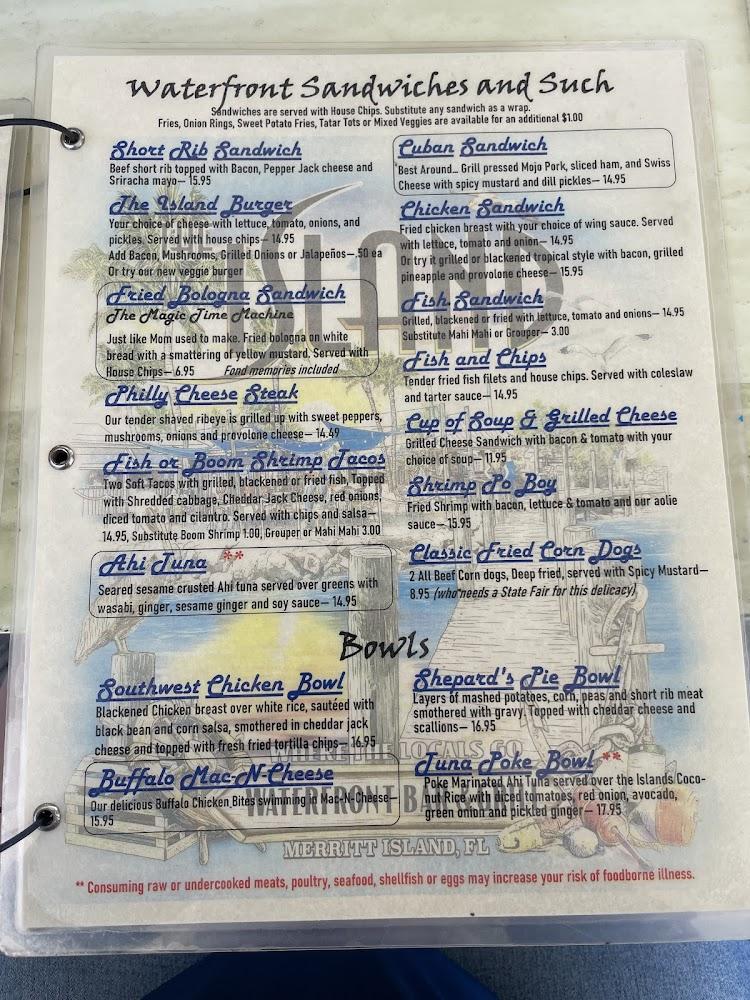 Waterfront Sandwiches and Such
Sandwiches are served with House Chips. Substitute any sandwich as a wrap.
Fries, Onion Rings, Sweet Potato Fries, Tatar Tots or Mixed Veggies are available for an additional $1.00
Short Rib Sandwich
Beef short rib topped with Bacon, Pepper Jack cheese and
Sriracha mayo— 15.95
The Island Burger
Your choice of cheese with lettuce, tomato, onions, and
pickles. Served with house chips— 14.95
Add Bacon, Mushrooms, Grilled Onions or Jalapeños—.50 ea
Or try our new veggie burger
Fried Bologna Sandwich
The Magic Time Machine
Just like Mom used to make. Fried bologna on white
bread with a smattering of yellow mustard. Served with
House Chips— 6.95 Fond memories included
Philly Cheese Steak
Our tender shaved ribeye is grilled up with sweet peppers,
mushrooms, onions and provolone cheese— 14.49
Fish or Boom Shrimp Tacos
Two Soft Tacos with grilled, blackened or fried fish, Topped
with Shredded cabbage, Cheddar Jack Cheese, red onions,
diced tomato and cilantro. Served with chips and salsa—
14.95, Substitute Boom Shrimp 1.00, Grouper or Mahi Mahi 3.00
Ahi Tuna **
Seared sesame crusted Ahi tuna served over greens with
wasabi, ginger, sesame ginger and soy sauce— 14.95
Cuban Sandwich
"Best Around... Grill pressed Mojo Pork, sliced ham, and Swiss
Cheese with spicy mustard and dill pickles— 14.95
Chicken Sandwich
Fried chicken breast with your choice of wing sauce. Served
with lettuce, tomato and onion— 14.95
Or try it grilled or blackened tropical style with bacon, grilled
pineapple and provolone cheese— 15.95
Fish Sandwich
Grilled, blackened or fried with lettuce, tomato and onions— 14.95
Substitute Mahi Mahi or Grouper— 3.00
Fish and Chips
Tender fried fish filets and house chips. Served with coleslaw
and tarter sauce— 14.95
Cup of Soup & Grilled Cheese
Grilled Cheese Sandwich with bacon & tomato with your
choice of soup— 11.95
Shrimp Po Boy
Fried Shrimp with bacon, lettuce & tomato and our aolie
sauce— 15.95
Classic Fried Corn Dogs
2 All Beef Corn dogs, Deep fried, served with Spicy Mustard—
8.95 (who needs a State Fair for this delicacy)
Bowls
Southwest Chicken Bowl
Blackened Chicken breast over white rice, sautéed with
black bean and corn salsa, smothered in cheddar jack
cheese and topped with fresh fried tortilla chips— 16.95
Buffalo Mac-N-Cheese
Our delicious Buffalo Chicken Bites swimming in Mac-N-Cheese—
15.95
Shepard's Pie Bowl
Layers of mashed potatoes, corn, peas and short rib meat
smothered with gravy. Topped with cheddar cheese and
scallions— 16.95
Tuna Poke Bowl **
Poke Marinated Ahi Tuna served over the Islands Coco-
nut Rice with diced tomatoes, red onion, avocado,
green onion and pickled ginger— 17.95
THE
ISLAND
WHERE THE LOCALS GO
WATERFRONT BAR
MERRITT ISLAND, FL
** Consuming raw or undercooked meats, poultry, seafood, shellfish or eggs may increase your risk of foodborne illness.